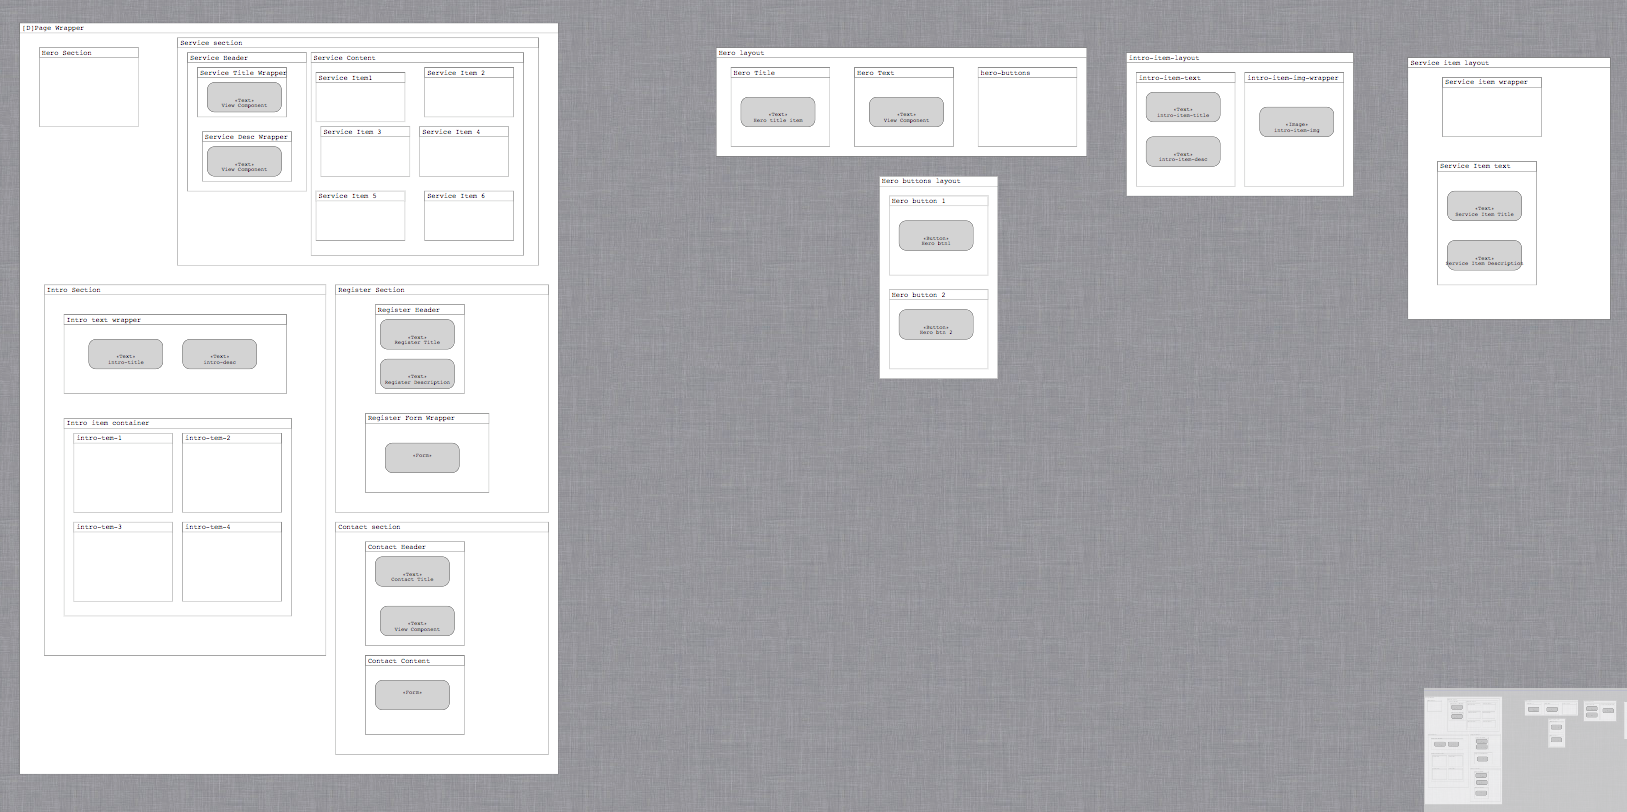 [D]Page Wrapper
Hero Section
Service section
Service Header
Service Title Wrapper
«Text»
View Component
Service Desc Wrapper
«Text»
View Component
Service Content
Service Item1
Service Item 2
Service Item 3
Service Item 4
Service Item 5
Service Item 6
Intro Section
Intro text wrapper
«Text»
intro-title
«Text»
intro-desc
Intro item container
intro-tem-1
intro-tem-2
intro-tem-3
intro-tem-4
Register Section
Register Header
«Text»
Register Title
«Text»
Register Description
Register Form Wrapper
«Form»
Contact section
Contact Header
«Text»
Contact Title
«Text»
View Component
Contact Content
«Form»
Hero layout
Hero Title
«Text»
Hero title item
Hero Text
«Text»
View Component
hero-buttons
Hero buttons layout
Hero button 1
«Button»
Hero btn1
Hero button 2
«Button»
Hero btn 2
intro-item-layout
intro-item-text
«Text»
intro-item-title
«Text»
intro-item-desc
intro-item-img-wrapper
«Image»
intro-item-img
Service item layout
Service item wrapper
Service Item text
«Text»
Service Item Title
«Text»
Service Item Description